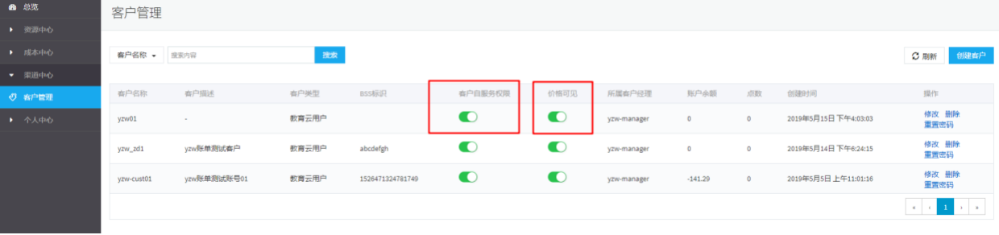 总览
资源中心
成本中心
渠道中心
客户管理
个人中心
客户管理
客户名称 搜索内容 搜索 刷新 创建客户
客户名称 客户描述 客户类型 BSS标识 客户自服务权限 价格可见 所属客户经理 账户余额 点数 创建时间 操作
yzw01 - 教育云用户 yzw-manager 0 0 2019年5月15日 下午4:03:03 修改 删除
重置密码
yzw_zd1 yzw账单测试客户 教育云用户 abcdefgh yzw-manager 0 0 2019年5月14日 下午6:24:15 修改 删除
重置密码
yzw-cust01 yzw账单测试账号01 教育云用户 1526471324781749 yzw-manager -141.29 0 2019年5月5日 上午11:01:16 修改 删除
重置密码
« ‹ 1 › »